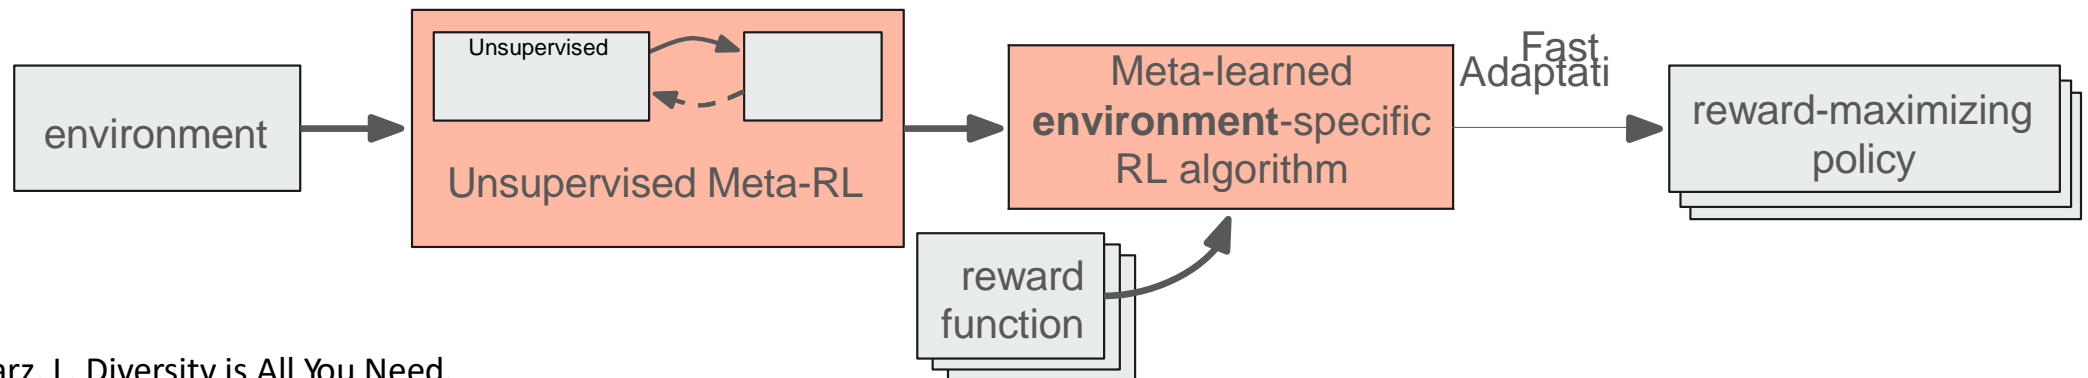 environment
Unsupervised
Unsupervised Meta-RL
Meta-learned
environment-specific
RL algorithm
Fast
Adaptati
reward-maximizing
policy
reward
function
L. Diversity is All You Need.